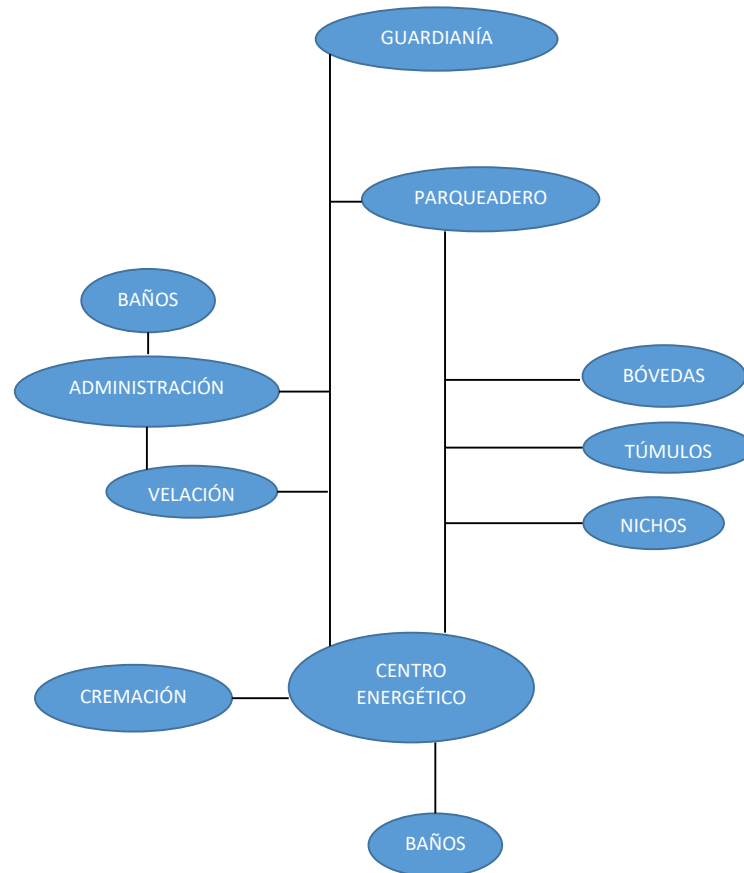 GUARDIANÍA
PARQUEADERO
BAÑOS
ADMINISTRACIÓN
BÓVEDAS
TÚMULOS
VELACIÓN
NICHOS
CENTRO
ENERGÉTICO
CREMACIÓN
BAÑOS